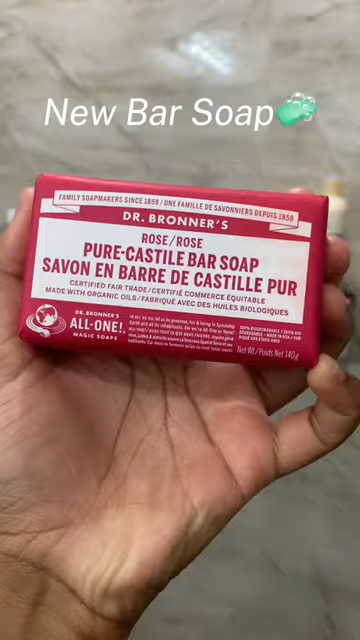 New Bar Soap🧼
FAMILY SOAPMAKERS SINCE 1858 / UNE FAMILLE DE SAVONNIERS DEPUIS 1858
DR. BRONNER'S
ROSE/ROSE
PURE-CASTILE BAR SOAP
SAVON EN BARRE DE CASTILLE PUR
CERTIFIED FAIR TRADE/CERTIFIÉ COMMERCE ÉQUITABLE
MADE WITH ORGANIC OILS/FABRIQUÉ AVEC DES HUILES BIOLOGIQUES
DR. BRONNER'S
ALL-ONE!
MAGIC SOAPS
Net Wt/Poids Net 140g